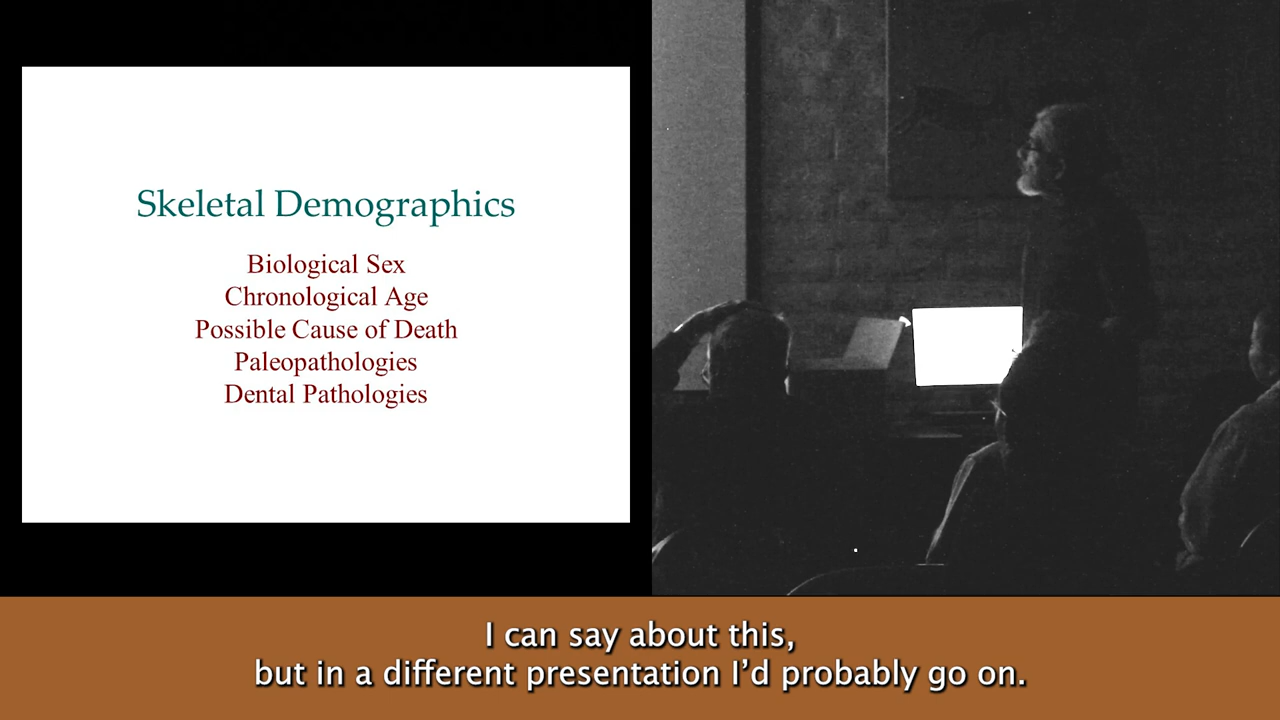 Skeletal Demographics
Biological Sex
Chronological Age
Possible Cause of Death
Paleopathologies
Dental Pathologies
I can say about this,
but in a different presentation I'd probably go on.